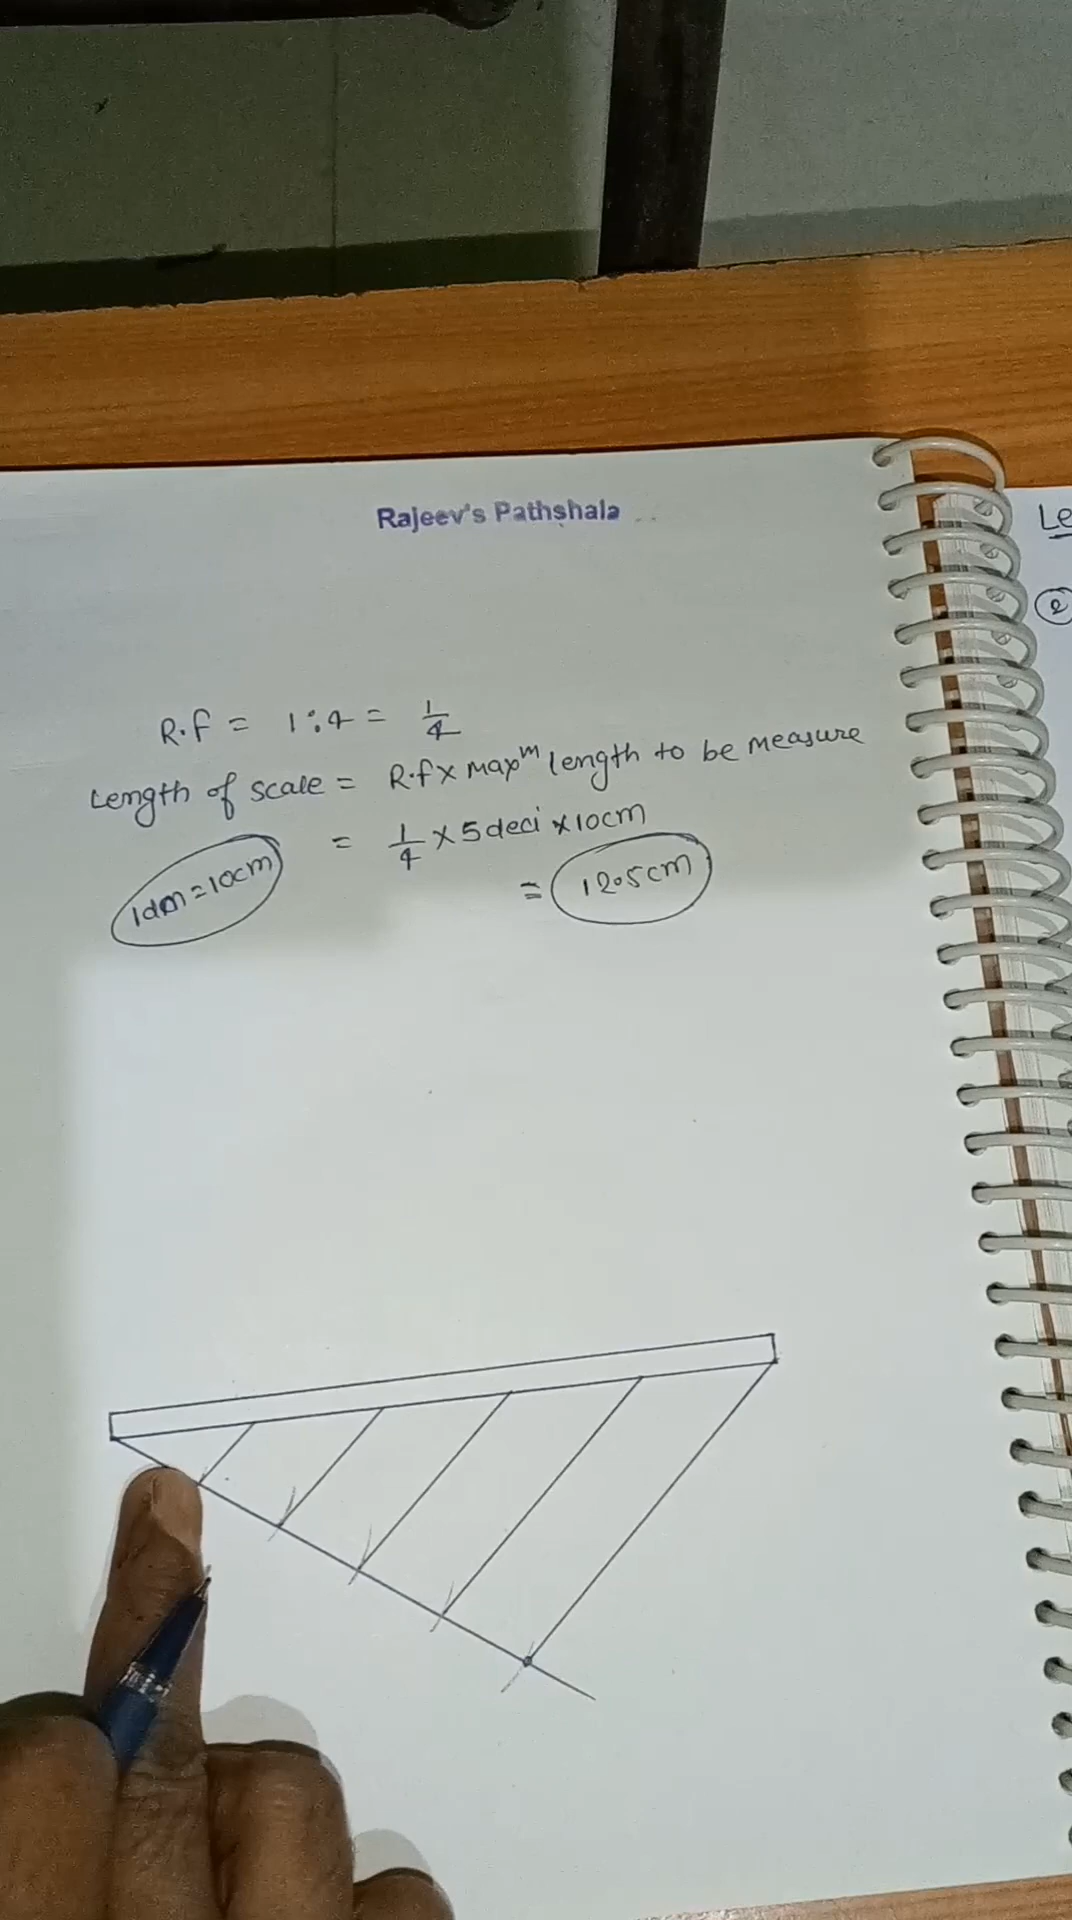 Rajeev's Pathshala
Le
2
R.f = 1:4 = 1/4
Length of scale = R.f x maxᵐ length to be measure
= 1/4 x 5 deci x 10cm
1dm = 10cm
= 12.5cm